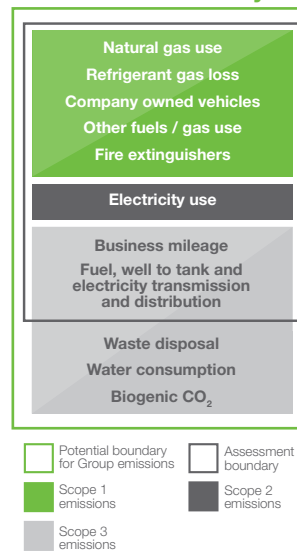 Natural gas use
Refrigerant gas loss
Company owned vehicles
Other fuels / gas use
Fire extinguishers
Electricity use
Business mileage
Fuel, well to tank and
electricity transmission
and distribution
Waste disposal
Water consumption
Biogenic CO₂
Potential boundary
for Group emissions
Assessment
boundary
Scope 1
emissions
Scope 2
emissions
Scope 3
emissions